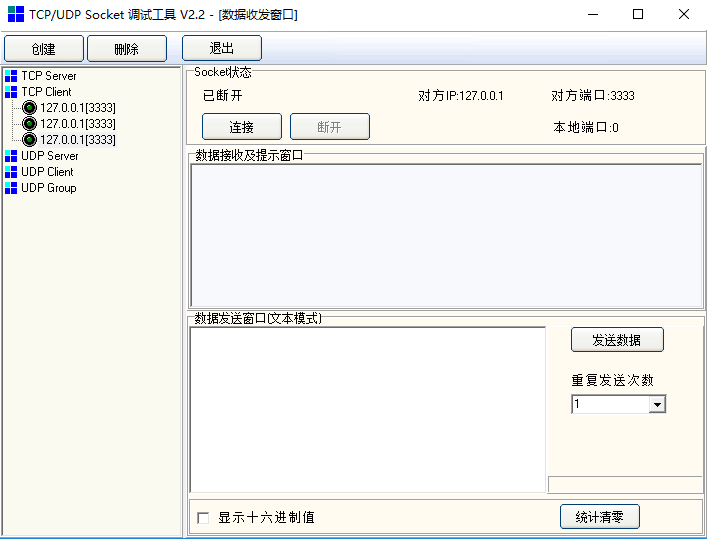 TCP/UDP Socket 调试工具 V2.2 - [数据收发窗口]
创建 删除 退出
TCP Server
TCP Client
127.0.0.1[3333]
127.0.0.1[3333]
127.0.0.1[3333]
UDP Server
UDP Client
UDP Group
Socket状态
已断开 对方IP:127.0.0.1 对方端口:3333
连接 断开 本地端口:0
数据接收及提示窗口
数据发送窗口(文本模式)
发送数据
重复发送次数
1
显示十六进制值 统计清零